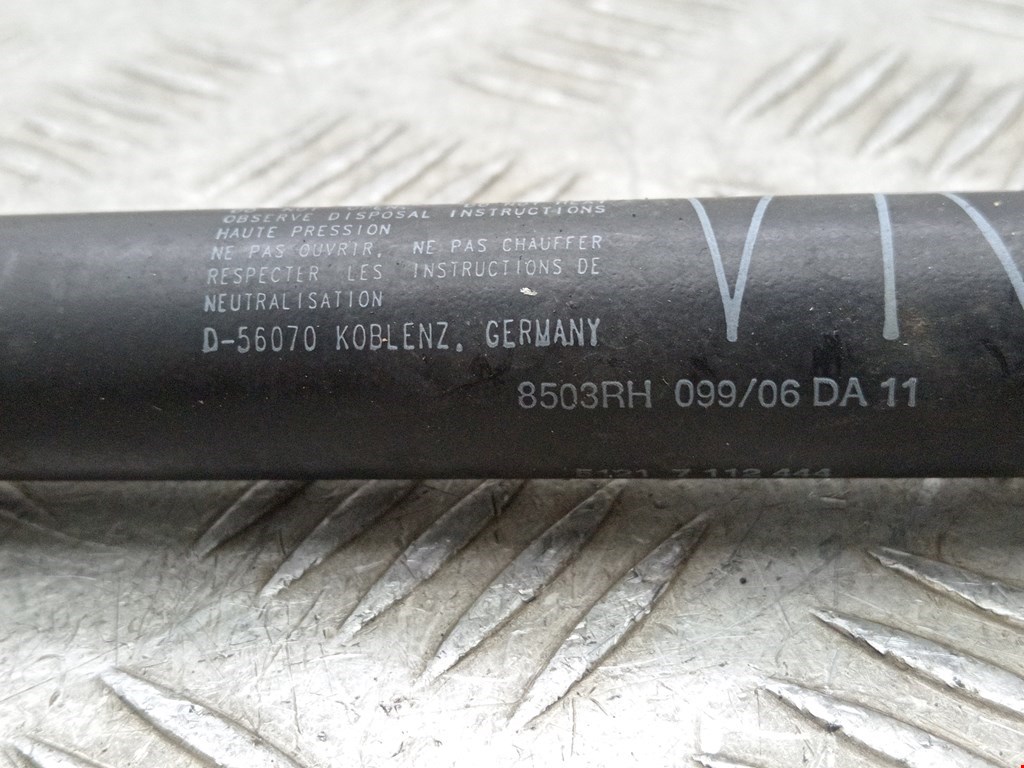 OBSERVE DISPOSAL INSTRUCTIONS
HAUTE PRESSION
NE PAS OUVRIR, NE PAS CHAUFFER
RESPECTER LES INSTRUCTIONS DE
NEUTRALISATION
D-56070 KOBLENZ, GERMANY
8503RH 099/06 DA 11